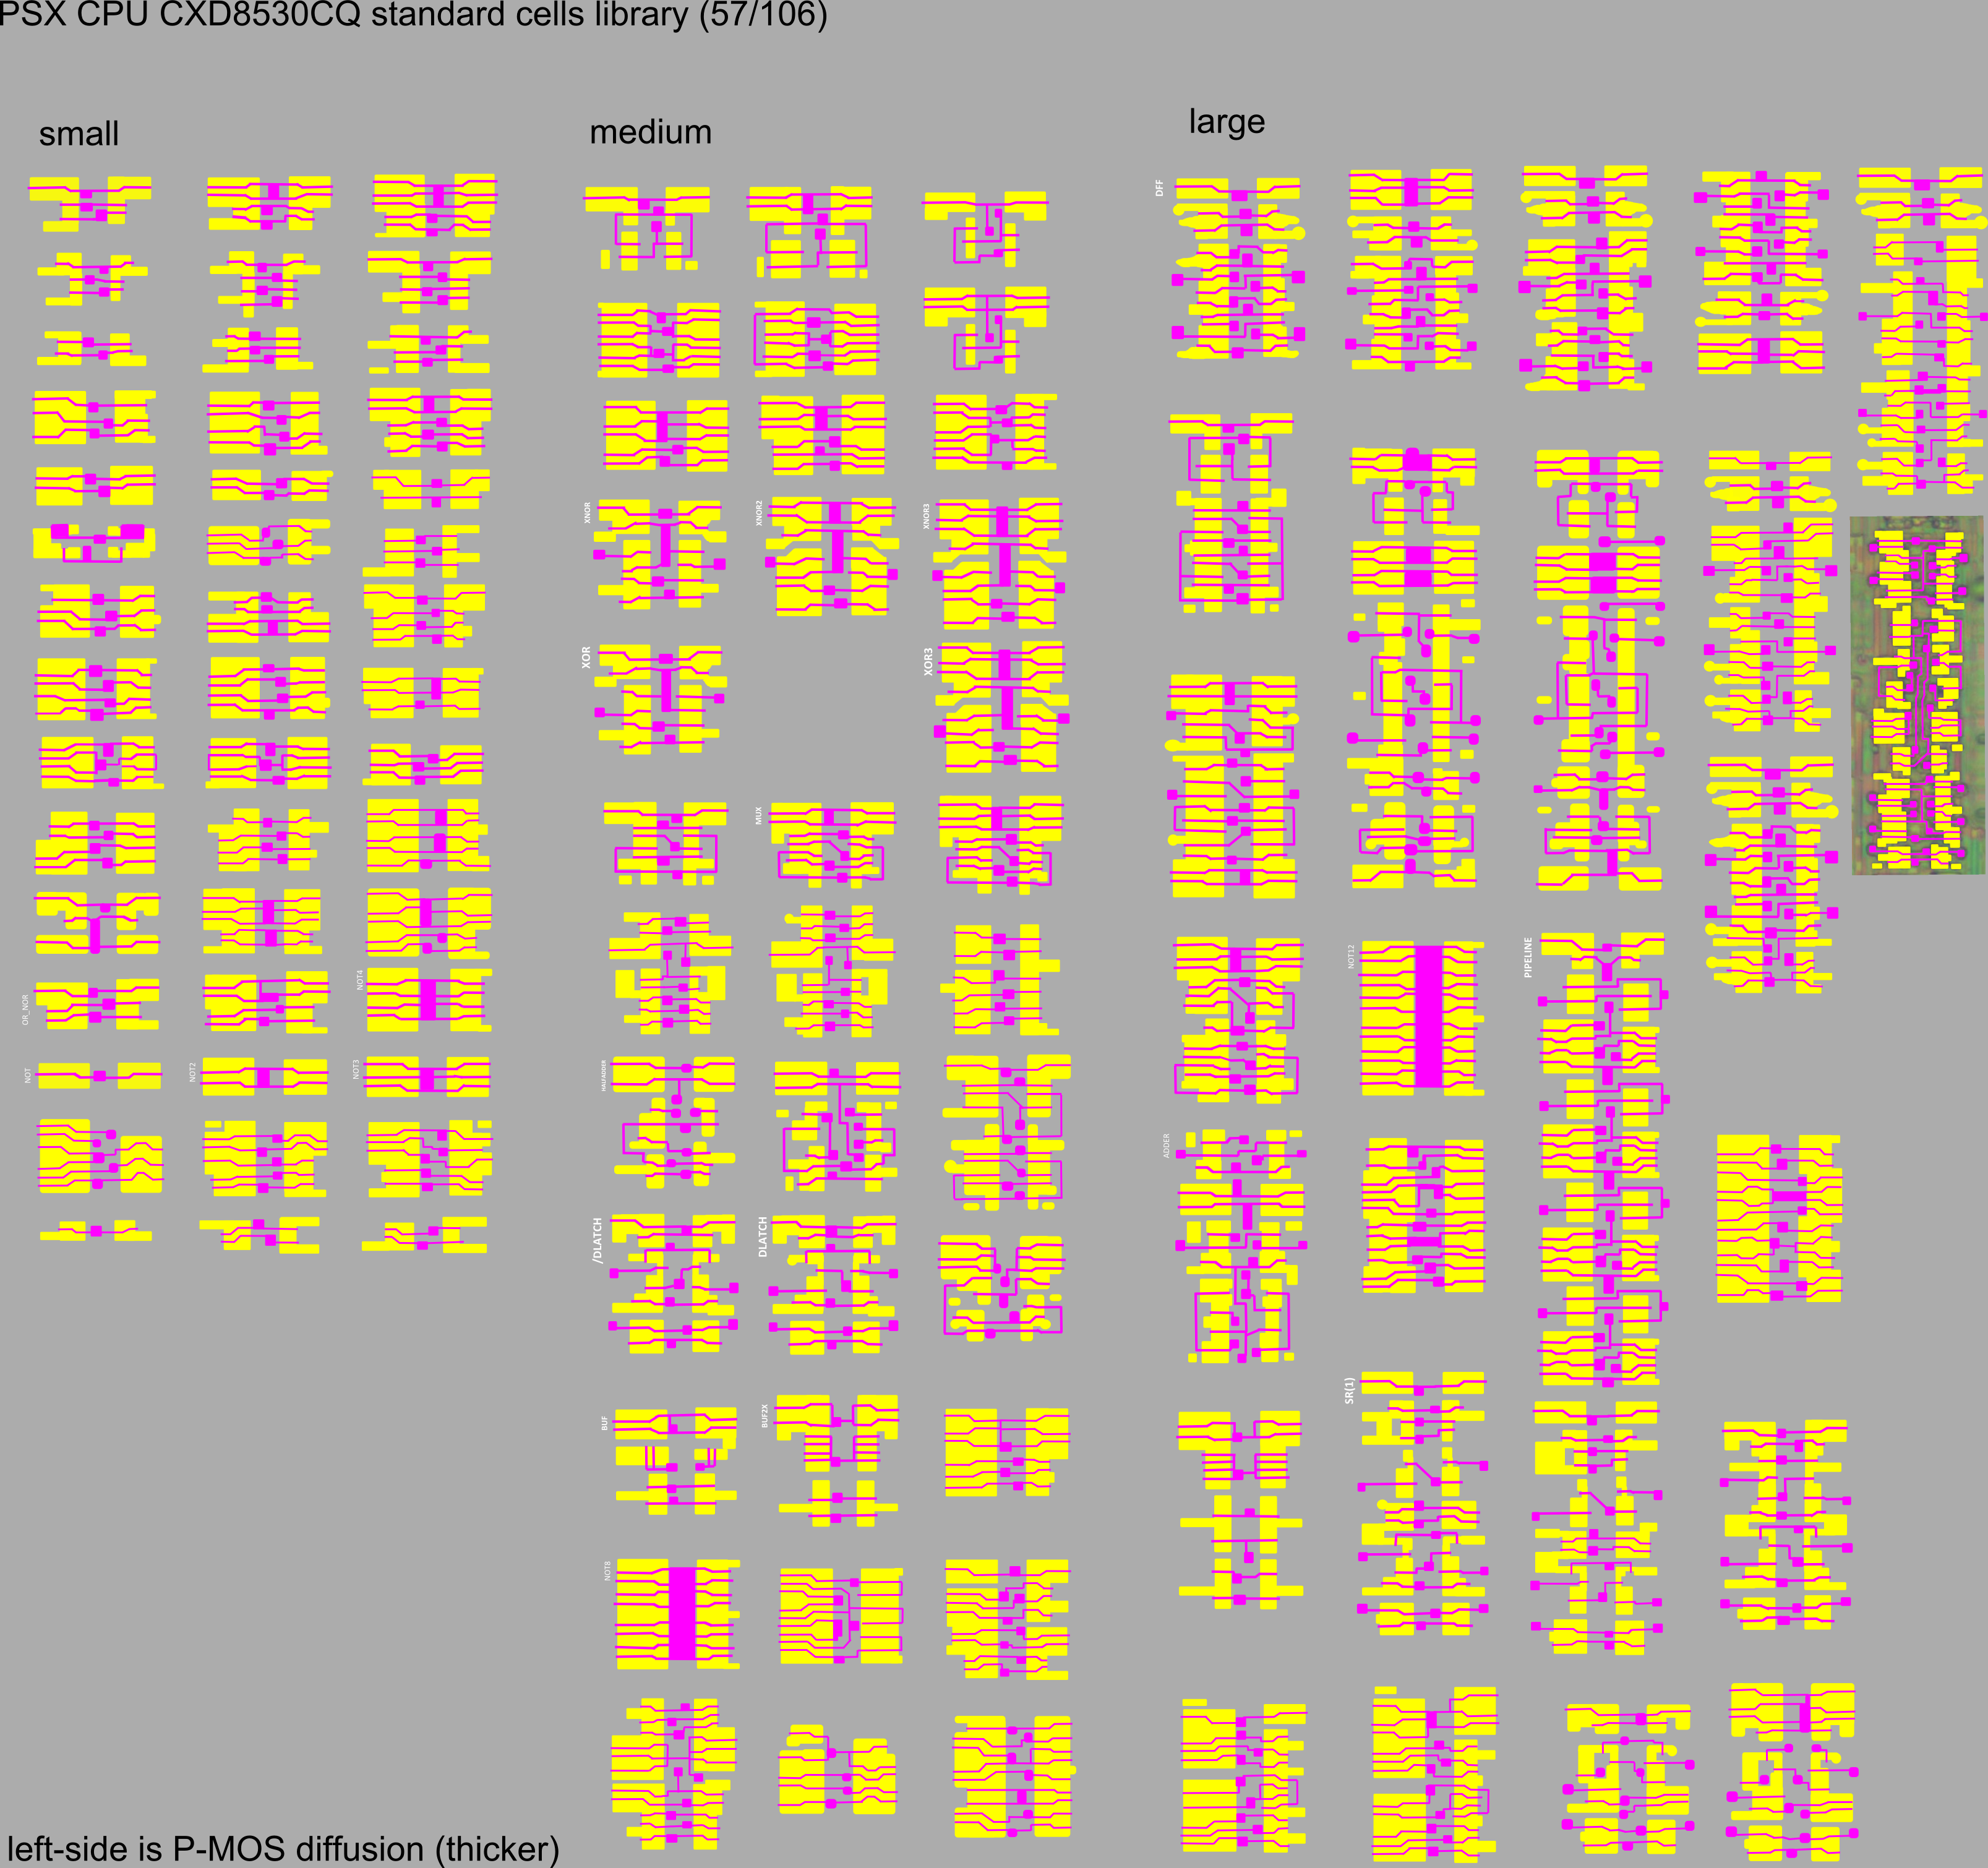 PSX CPU CXD8530CQ standard cells library (57/106)
small
medium
large
DFF
XNOR
XNOR2
XNOR3
XOR
XOR3
MUX
OR_NOR
NOT4
NOT
NOT2
NOT3
HALFADDER
NOT12
PIPELINE
ADDER
/DLATCH
DLATCH
SR(1)
BUF
BUF2X
NOT8
left-side is P-MOS diffusion (thicker)